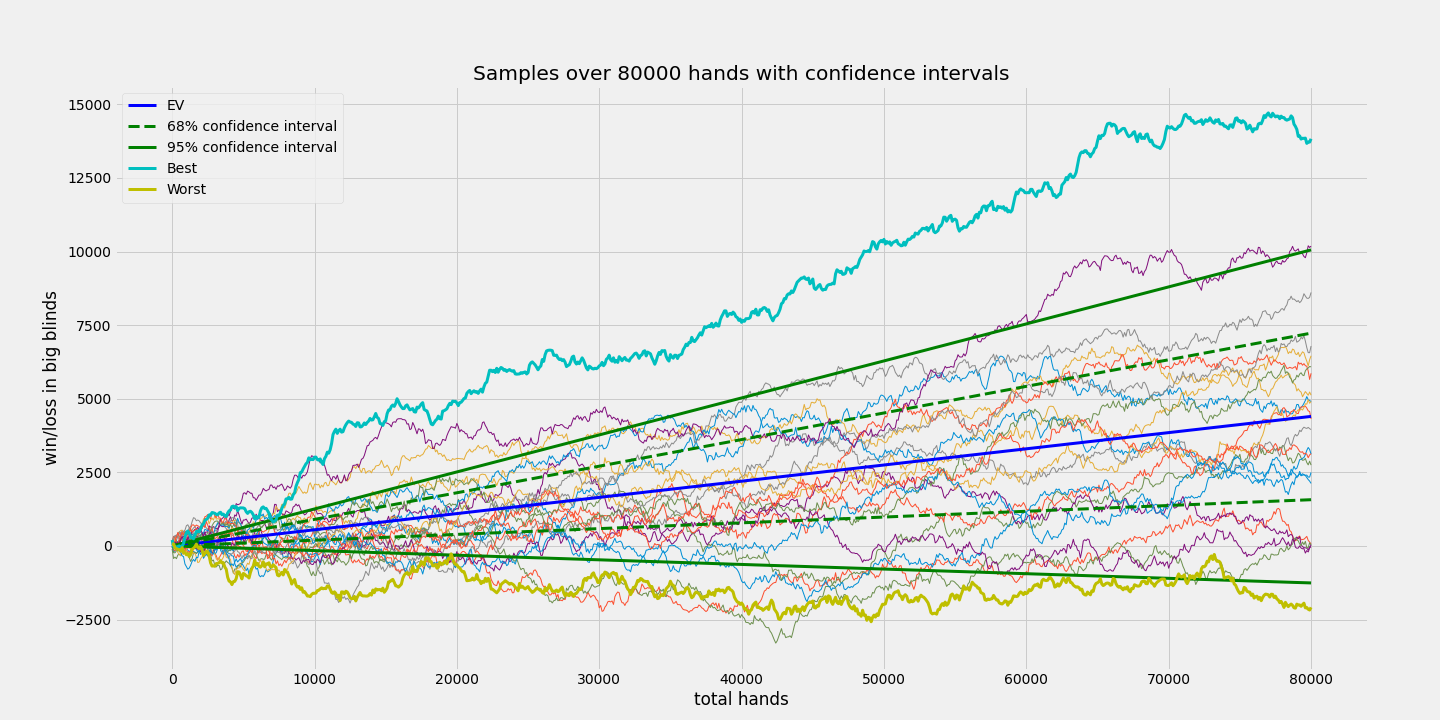 Samples over 80000 hands with confidence intervals
EV
68% confidence interval
95% confidence interval
Best
Worst
15000
12500
10000
7500
5000
2500
0
−2500
win/loss in big blinds
0 10000 20000 30000 40000 50000 60000 70000 80000
total hands